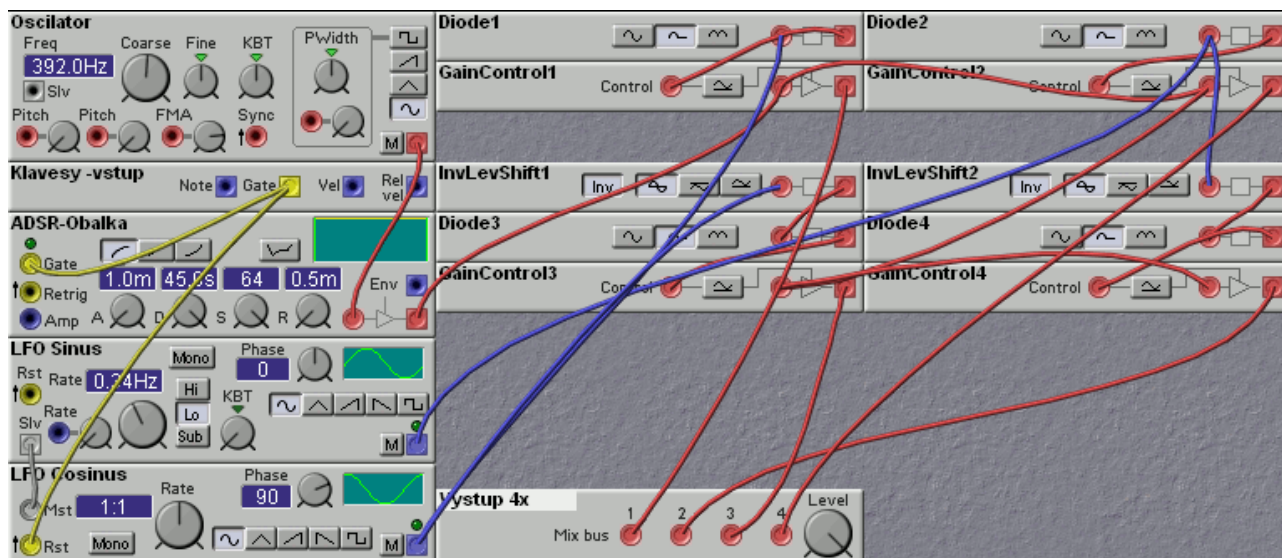 Oscilator
Freq Coarse Fine KBT PWidth
392.0Hz
Slv
Pitch Pitch FMA Sync
M
Klavesy -vstup
Note Gate Vel Rel vel
ADSR-Obalka
Gate
1.0m 45.0s 64 0.5m
Env
Retrig
Amp A D S R
LFO Sinus
Mono Phase
Rst Rate 0.24Hz 0
Hi
KBT
Rate Lo
Slv Sub
M
LFO Cosinus
Rate Phase
90
Mst 1:1
Rst Mono M
Diode1
GainControl1
Control
InvLevShift1
Inv
Diode3
GainControl3
Control
Diode2
GainControl2
Control
InvLevShift2
Inv
Diode4
GainControl4
Control
Vystup 4x
1 2 3 4 Level
Mix bus